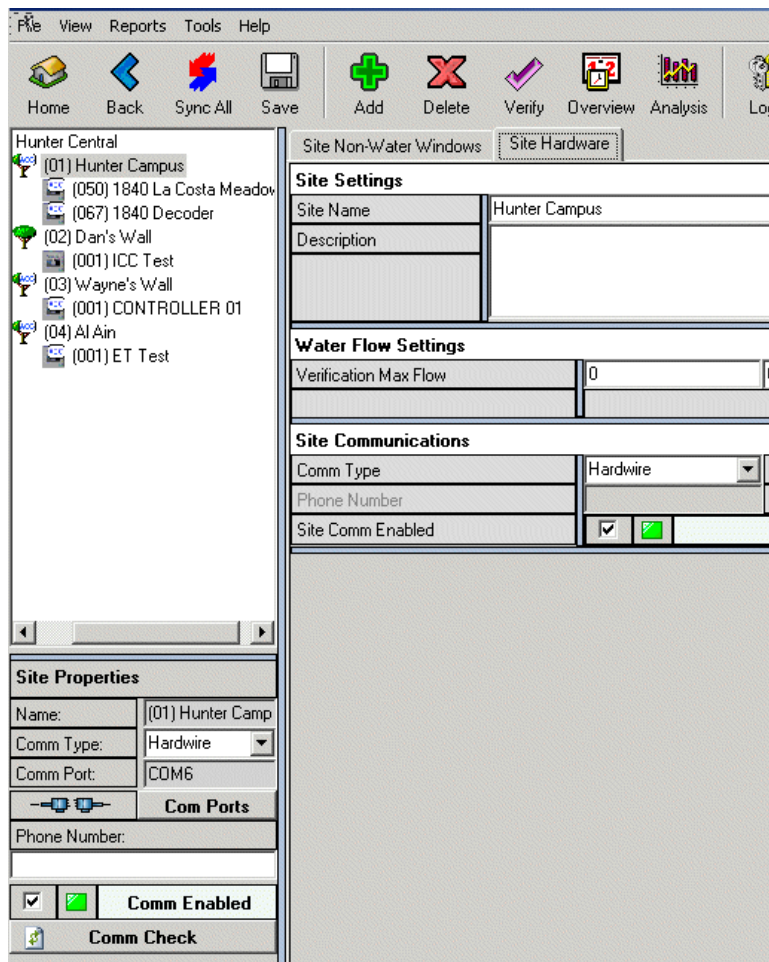 File View Reports Tools Help
Home Back Sync All Save Add Delete Verify Overview Analysis
Hunter Central
(01) Hunter Campus
(050) 1840 La Costa Meadow
(067) 1840 Decoder
(02) Dan's Wall
(001) ICC Test
(03) Wayne's Wall
(001) CONTROLLER 01
(04) Al Ain
(001) ET Test
Site Non-Water Windows Site Hardware
Site Settings
Site Name Hunter Campus
Description
Water Flow Settings
Verification Max Flow 0
Site Communications
Comm Type Hardwire
Phone Number
Site Comm Enabled
Site Properties
Name: (01) Hunter Camp
Comm Type: Hardwire
Comm Port: COM6
Com Ports
Phone Number:
Comm Enabled
Comm Check